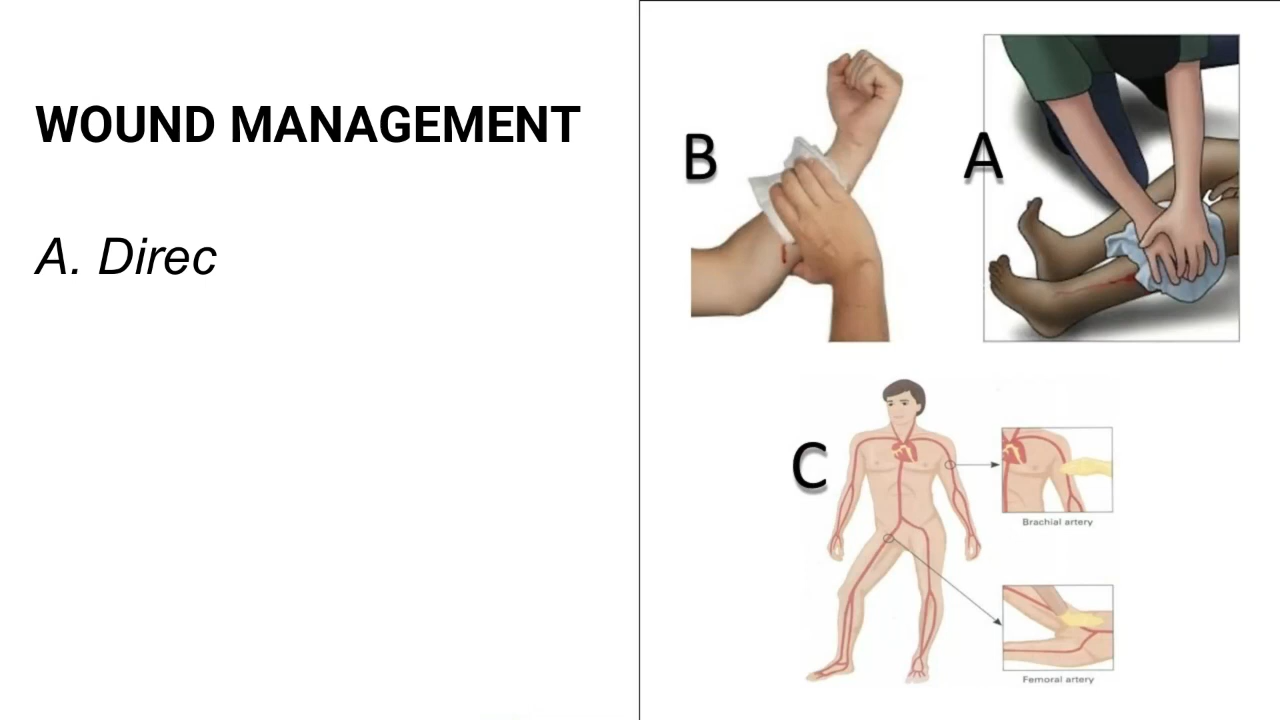 WOUND MANAGEMENT
A. Direc
B
A
C
Brachial artery
Femoral artery